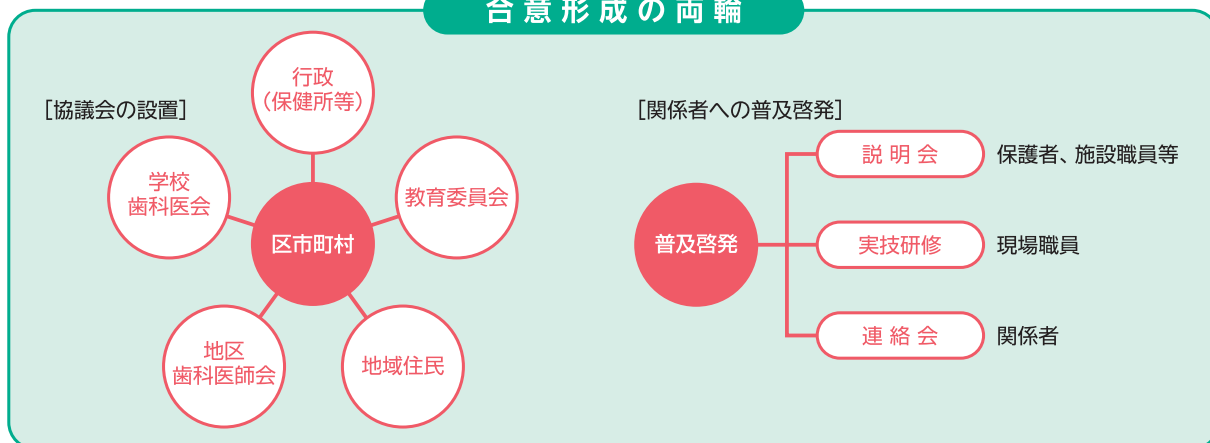 合意形成の両輪
[協議会の設置]
行政
(保健所等)
学校
歯科医会
教育委員会
区市町村
地区
歯科医師会
地域住民
[関係者への普及啓発]
普及啓発
説明会
保護者、施設職員等
実技研修
現場職員
連絡会
関係者